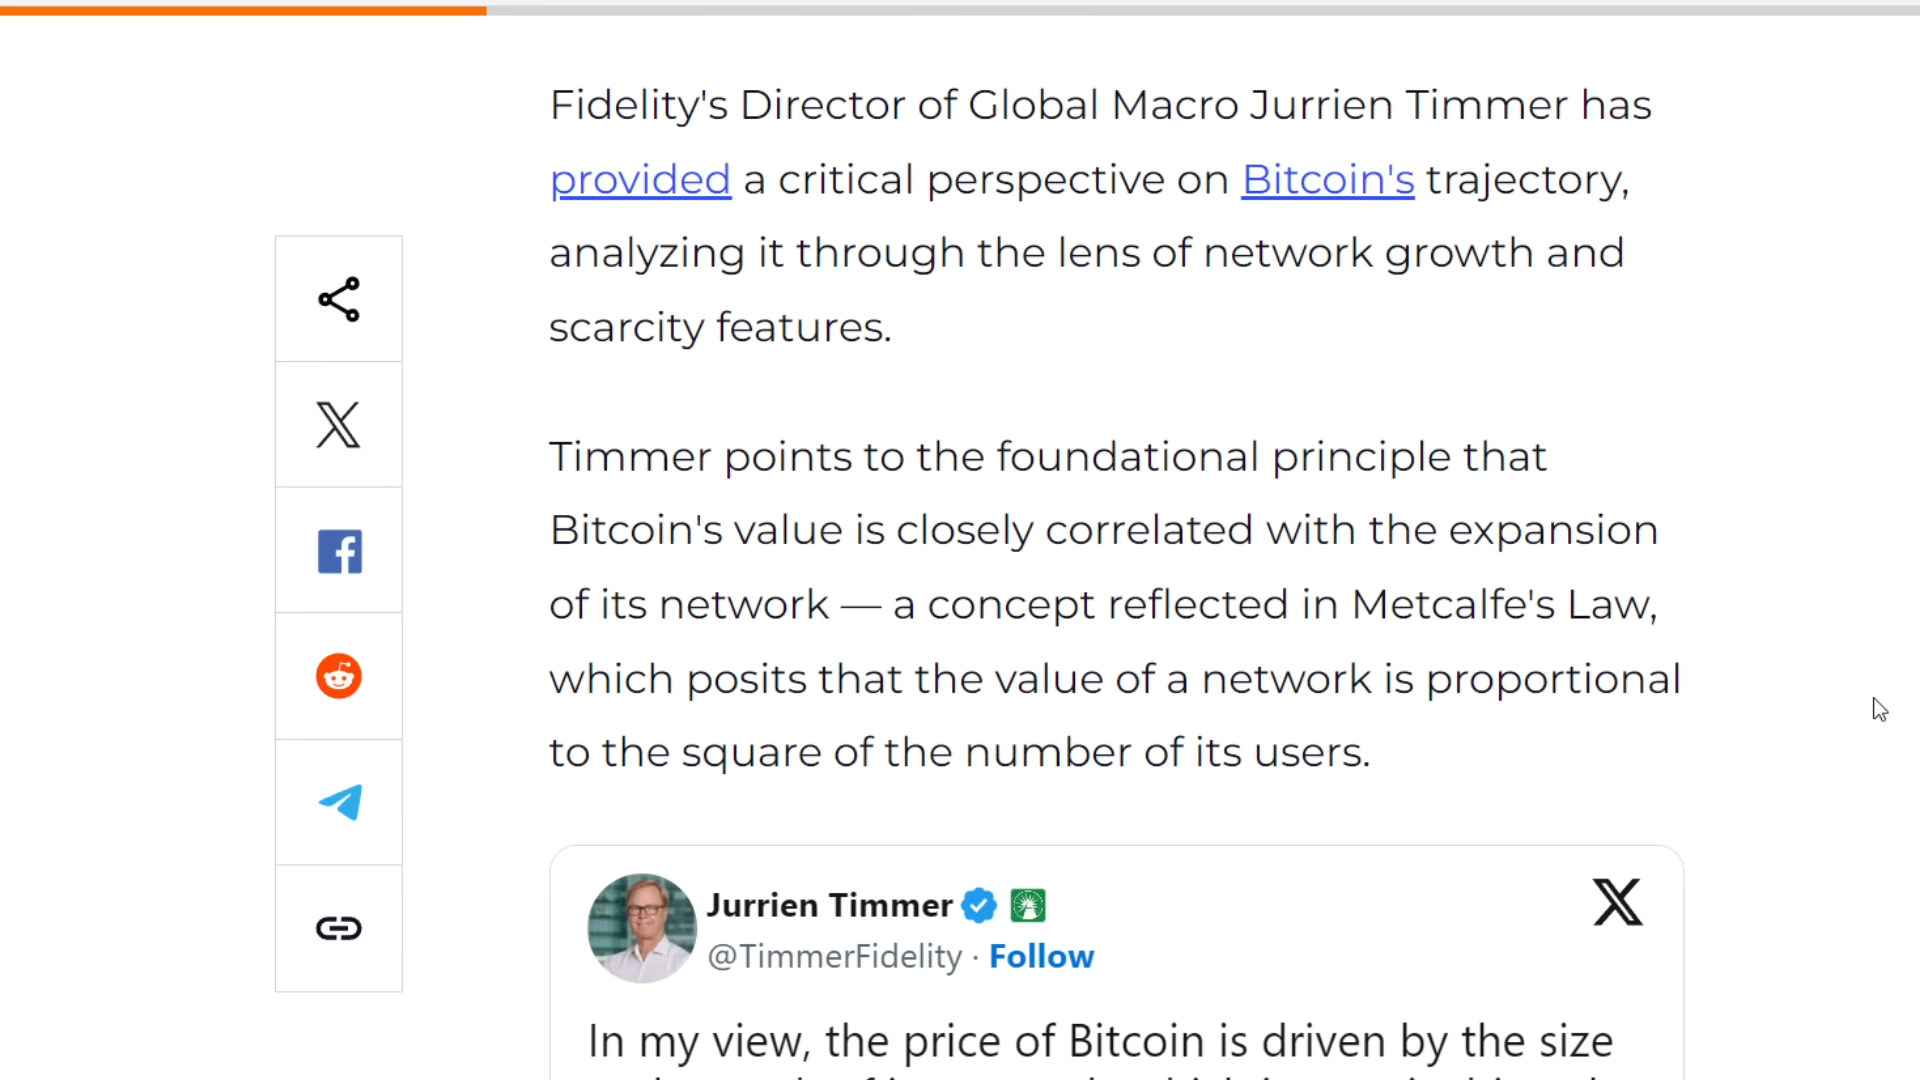 Fidelity's Director of Global Macro Jurrien Timmer has
provided a critical perspective on Bitcoin's trajectory,
analyzing it through the lens of network growth and
scarcity features.
Timmer points to the foundational principle that
Bitcoin's value is closely correlated with the expansion
of its network — a concept reflected in Metcalfe's Law,
which posits that the value of a network is proportional
to the square of the number of its users.
Jurrien Timmer
@TimmerFidelity · Follow
In my view, the price of Bitcoin is driven by the size